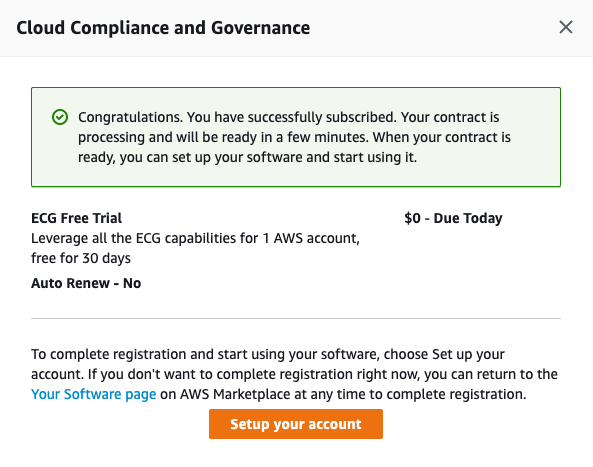 Cloud Compliance and Governance
Congratulations. You have successfully subscribed. Your contract is
processing and will be ready in a few minutes. When your contract is
ready, you can set up your software and start using it.
ECG Free Trial
$0 - Due Today
Leverage all the ECG capabilities for 1 AWS account,
free for 30 days
Auto Renew - No
To complete registration and start using your software, choose Set up your
account. If you don't want to complete registration right now, you can return to the
Your Software page on AWS Marketplace at any time to complete registration.
Setup your account